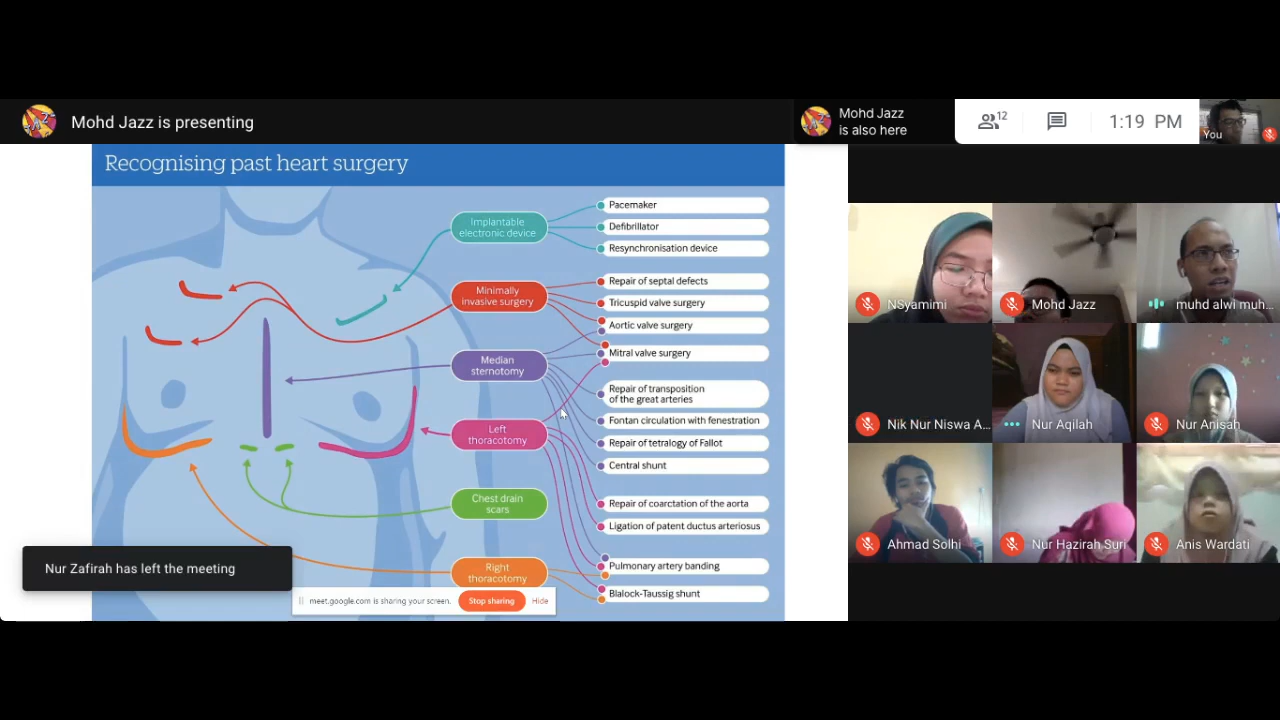 Mohd Jazz is presenting
Mohd Jazz
is also here
12
1:19 PM
You
Recognising past heart surgery
Implantable
electronic device
Pacemaker
Defibrillator
Resynchronisation device
Minimally
invasive surgery
Repair of septal defects
Tricuspid valve surgery
Aortic valve surgery
Mitral valve surgery
Median
sternotomy
Repair of transposition
of the great arteries
Fontan circulation with fenestration
Repair of tetralogy of Fallot
Central shunt
Left
thoracotomy
Repair of coarctation of the aorta
Ligation of patent ductus arteriosus
Chest drain
scars
Pulmonary artery banding
Blalock-Taussig shunt
Right
thoracotomy
Nur Zafirah has left the meeting
meet.google.com is sharing your screen.
Stop sharing
Hide
NSyamimi
Mohd Jazz
muhd alwi muh...
Nik Nur Niswa A...
Nur Aqilah
Nur Anisah
Ahmad Solhi
Nur Hazirah Suri
Anis Wardati